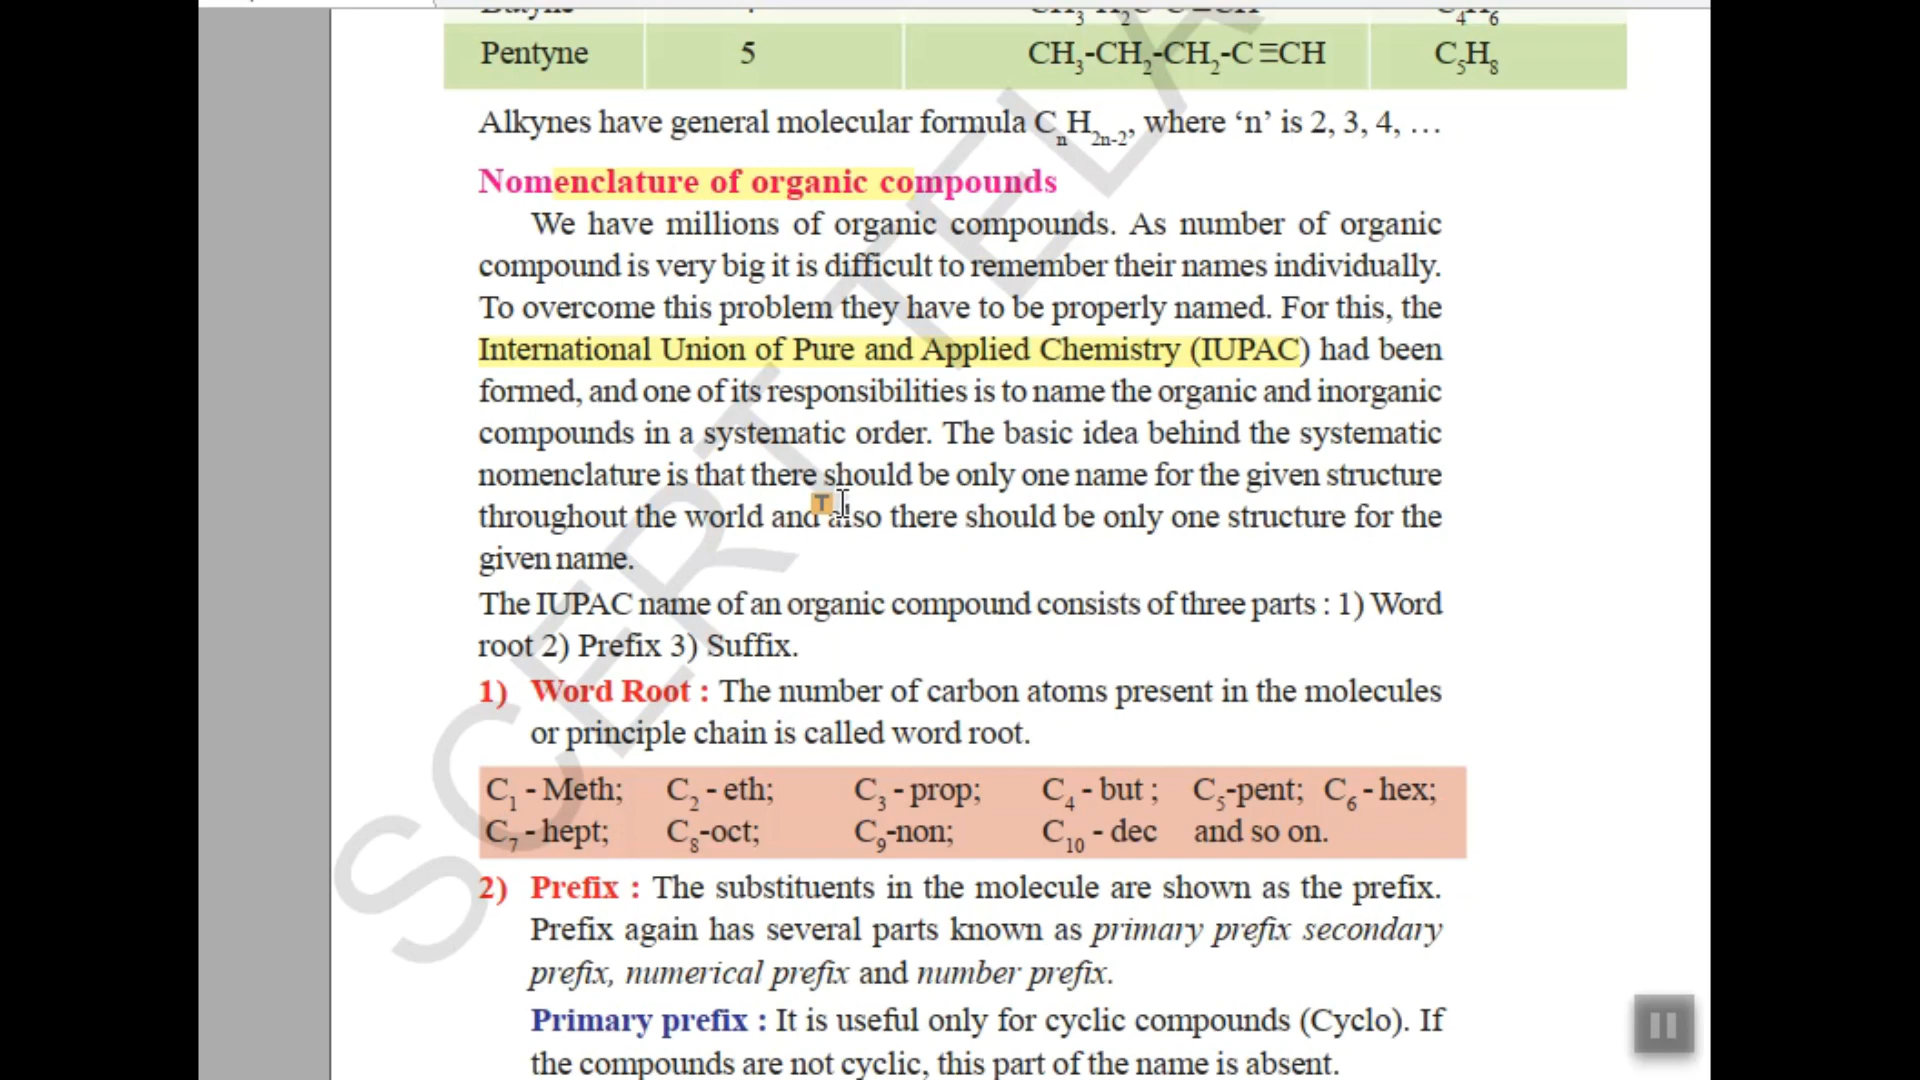 Pentyne 5 CH3-CH2-CH2-C≡CH C5H8
Alkynes have general molecular formula CnH2n-2, where ‘n’ is 2, 3, 4, …
Nomenclature of organic compounds
We have millions of organic compounds. As number of organic
compound is very big it is difficult to remember their names individually.
To overcome this problem they have to be properly named. For this, the
International Union of Pure and Applied Chemistry (IUPAC) had been
formed, and one of its responsibilities is to name the organic and inorganic
compounds in a systematic order. The basic idea behind the systematic
nomenclature is that there should be only one name for the given structure
throughout the world and also there should be only one structure for the
given name.
The IUPAC name of an organic compound consists of three parts : 1) Word
root 2) Prefix 3) Suffix.
1) Word Root : The number of carbon atoms present in the molecules
or principle chain is called word root.
C1 - Meth; C2 - eth; C3 - prop; C4 - but ; C5-pent; C6 - hex;
C7 - hept; C8-oct; C9-non; C10 - dec and so on.
2) Prefix : The substituents in the molecule are shown as the prefix.
Prefix again has several parts known as primary prefix secondary
prefix, numerical prefix and number prefix.
Primary prefix : It is useful only for cyclic compounds (Cyclo). If
the compounds are not cyclic, this part of the name is absent.
SCERT TELA